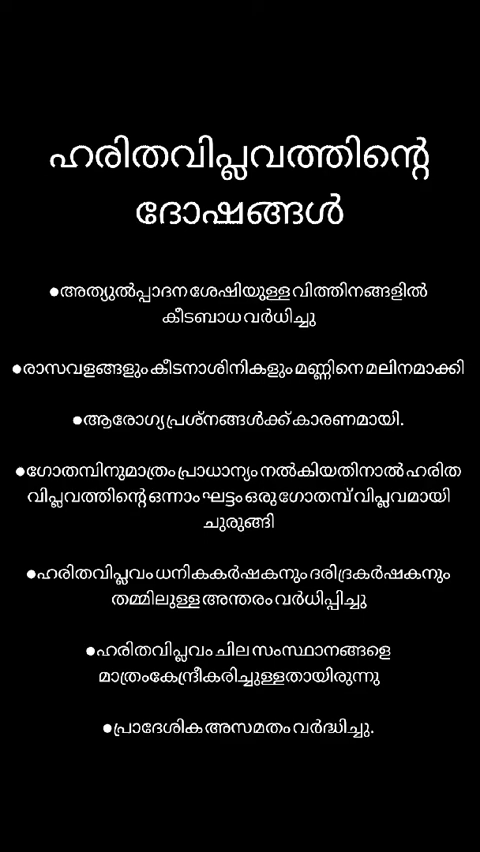 ഹരിതവിപ്ലവത്തിന്റെ
ദോഷങ്ങൾ
●അത്യുൽപ്പാദന ശേഷിയുള്ള വിത്തിനങ്ങളിൽ
കീടബാധ വർധിച്ചു
●രാസവളങ്ങളും കീടനാശിനികളും മണ്ണിനെ മലിനമാക്കി
●ആരോഗ്യ പ്രശ്നങ്ങൾക്ക് കാരണമായി.
●ഗോതമ്പിനുമാത്രം പ്രാധാന്യം നൽകിയതിനാൽ ഹരിത
വിപ്ലവത്തിന്റെ ഒന്നാം ഘട്ടം ഒരു ഗോതമ്പ് വിപ്ലവമായി
ചുരുങ്ങി
●ഹരിതവിപ്ലവം ധനികകർഷകനും ദരിദ്രകർഷകനും
തമ്മിലുള്ള അന്തരം വർധിപ്പിച്ചു
●ഹരിതവിപ്ലവം ചില സംസ്ഥാനങ്ങളെ
മാത്രംകേന്ദ്രീകരിച്ചുള്ളതായിരുന്നു
●പ്രാദേശിക അസമതം വർദ്ധിച്ചു.